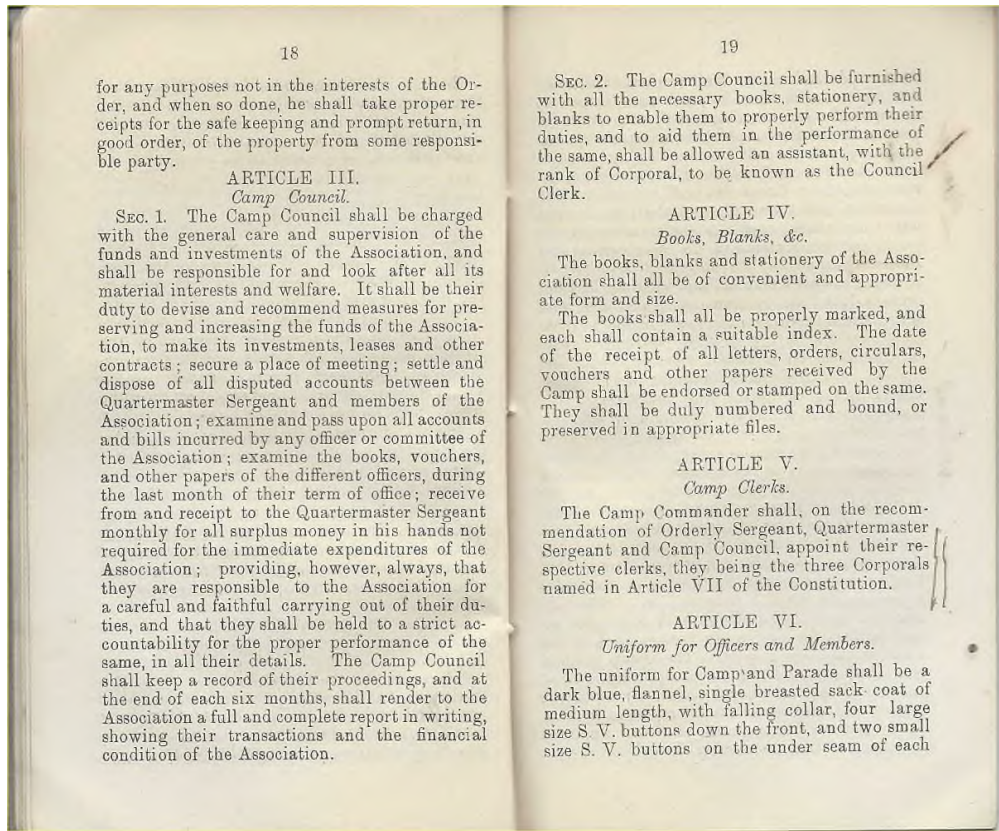 18
for any purposes not in the interests of the Or-
der, and when so done, he shall take proper re-
ceipts for the safe keeping and prompt return, in
good order, of the property from some responsi-
ble party.
ARTICLE III.
Camp Council.
SEC. 1. The Camp Council shall be charged
with the general care and supervision of the
funds and investments of the Association, and
shall be responsible for and look after all its
material interests and welfare. It shall be their
duty to devise and recommend measures for pre-
serving and increasing the funds of the Associa-
tion, to make its investments, leases and other
contracts; secure a place of meeting; settle and
dispose of all disputed accounts between the
Quartermaster Sergeant and members of the
Association; examine and pass upon all accounts
and bills incurred by any officer or committee of
the Association; examine the books, vouchers,
and other papers of the different officers, during
the last month of their term of office; receive
from and receipt to the Quartermaster Sergeant
monthly for all surplus money in his hands not
required for the immediate expenditures of the
Association; providing, however, always, that
they are responsible to the Association for
a careful and faithful carrying out of their du-
ties, and that they shall be held to a strict ac-
countability for the proper performance of the
same, in all their details. The Camp Council
shall keep a record of their proceedings, and at
the end of each six months, shall render to the
Association a full and complete report in writing,
showing their transactions and the financial
condition of the Association.
19
SEC. 2. The Camp Council shall be furnished
with all the necessary books, stationery, and
blanks to enable them to properly perform their
duties, and to aid them in the performance of
the same, shall be allowed an assistant, with the
rank of Corporal, to be known as the Council
Clerk.
ARTICLE IV.
Books, Blanks, &c.
The books, blanks and stationery of the Asso-
ciation shall all be of convenient and appropri-
ate form and size.
The books shall all be properly marked, and
each shall contain a suitable index. The date
of the receipt of all letters, orders, circulars,
vouchers and other papers received by the
Camp shall be endorsed or stamped on the same.
They shall be duly numbered and bound, or
preserved in appropriate files.
ARTICLE V.
Camp Clerks.
The Camp Commander shall, on the recom-
mendation of Orderly Sergeant, Quartermaster
Sergeant and Camp Council, appoint their re-
spective clerks, they being the three Corporals
named in Article VII of the Constitution.
ARTICLE VI.
Uniform for Officers and Members.
The uniform for Camp and Parade shall be a
dark blue, flannel, single breasted sack coat of
medium length, with falling collar, four large
size S. V. buttons down the front, and two small
size S. V. buttons on the under seam of each